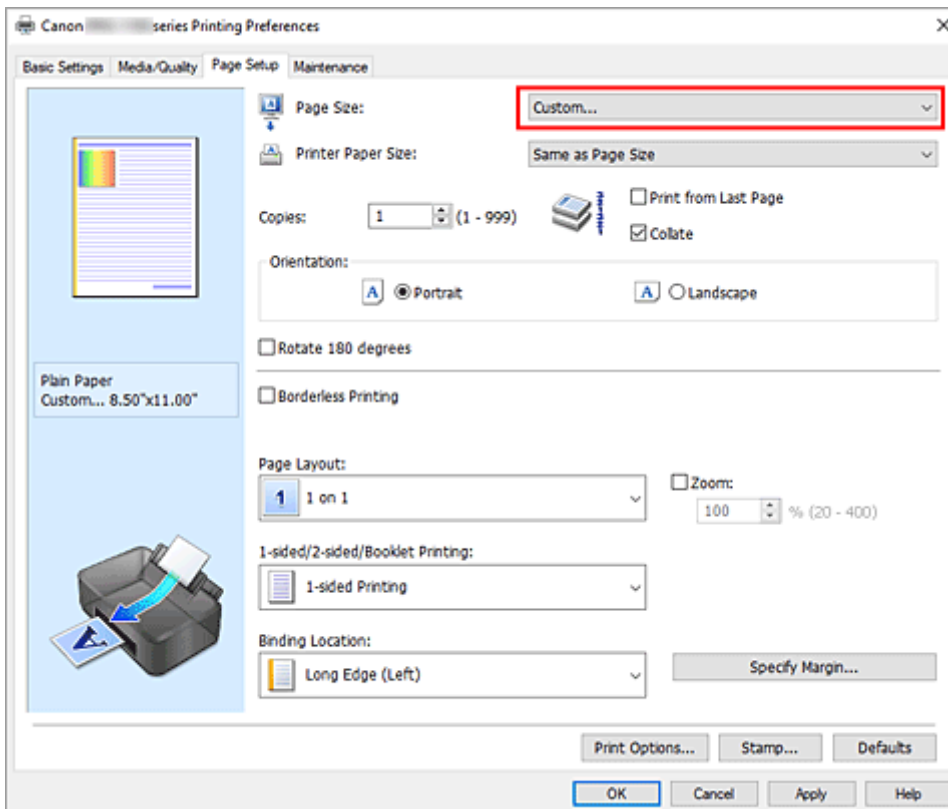 Canon series Printing Preferences
Basic Settings Media/Quality Page Setup Maintenance
Page Size: Custom...
Printer Paper Size: Same as Page Size
Copies: 1 (1 - 999)
Print from Last Page
Collate
Orientation:
A Portrait A Landscape
Rotate 180 degrees
Plain Paper
Custom... 8.50"x11.00"
Borderless Printing
Page Layout:
1 1 on 1
Zoom:
100 % (20 - 400)
1-sided/2-sided/Booklet Printing:
1-sided Printing
Binding Location:
Long Edge (Left)
Specify Margin...
A
Print Options... Stamp... Defaults
OK Cancel Apply Help